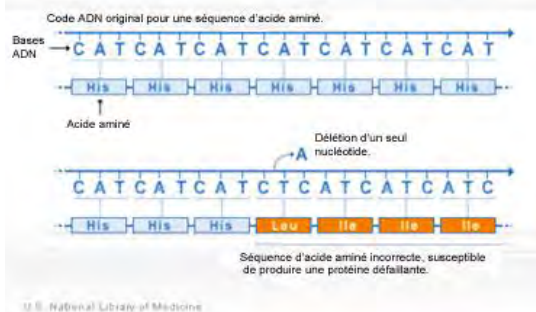 Code ADN original pour une séquence d'acide aminé.
Bases
ADN
C A T C A T C A T C A T C A T C A T C A T
His His His His His His His
Acide aminé
Délétion d'un seul
nucléotide.
A
C A T C A T C A T C T C A T C A T C A T C
His His His Leu Ile Ile Ile
Séquence d'acide aminé incorrecte, susceptible
de produire une protéine défaillante.
U.S. National Library of Medicine